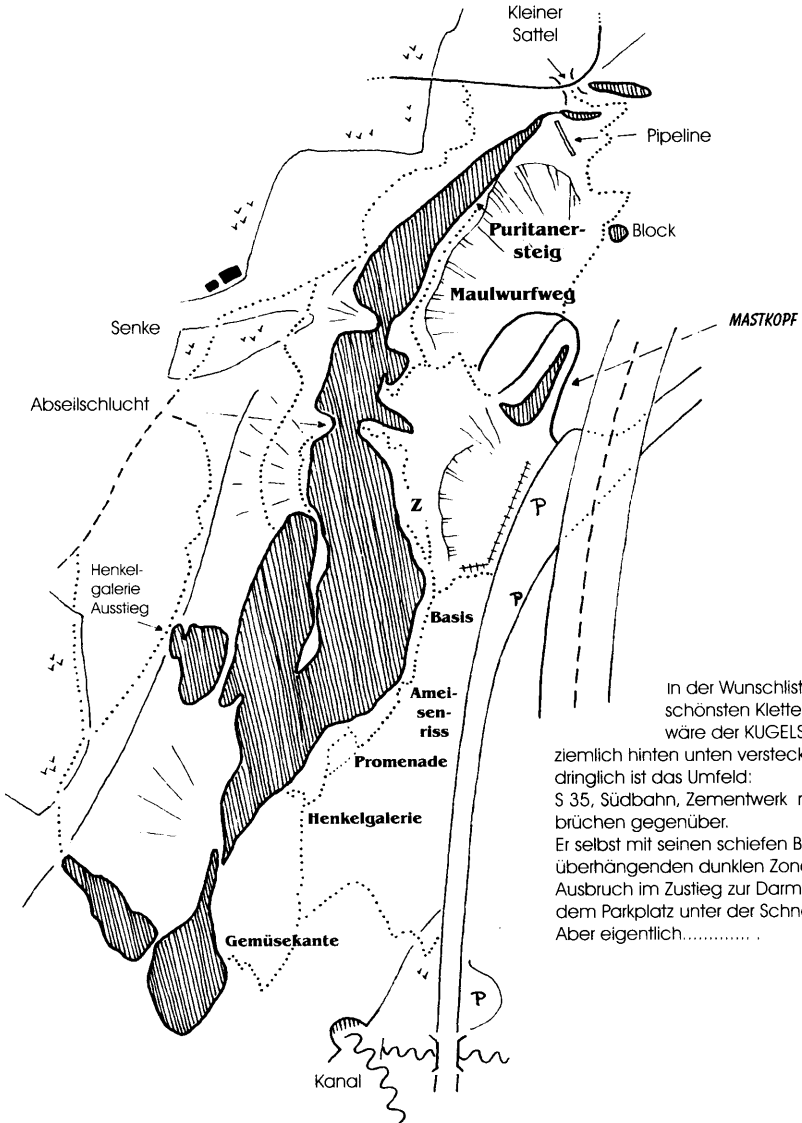 Kleiner
Sattel
Pipeline
Puritaner-
steig
Block
Maulwurfweg
Senke
MASTKOPF
Abseilschlucht
Z
P
Henkel-
galerie
Ausstieg
P
Basis
Amei-
sen-
riss
In der Wunschlist
schönsten Klette
wäre der KUGELS
Promenade
ziemlich hinten unten versteck
dringlich ist das Umfeld:
S 35, Südbahn, Zementwerk
Henkelgalerie
brüchen gegenüber.
Er selbst mit seinen schiefen B
überhängenden dunklen Zon
Ausbruch im Zustieg zur Darm
dem Parkplatz unter der Schn
Aber eigentlich............. .
Gemüsekante
P
Kanal